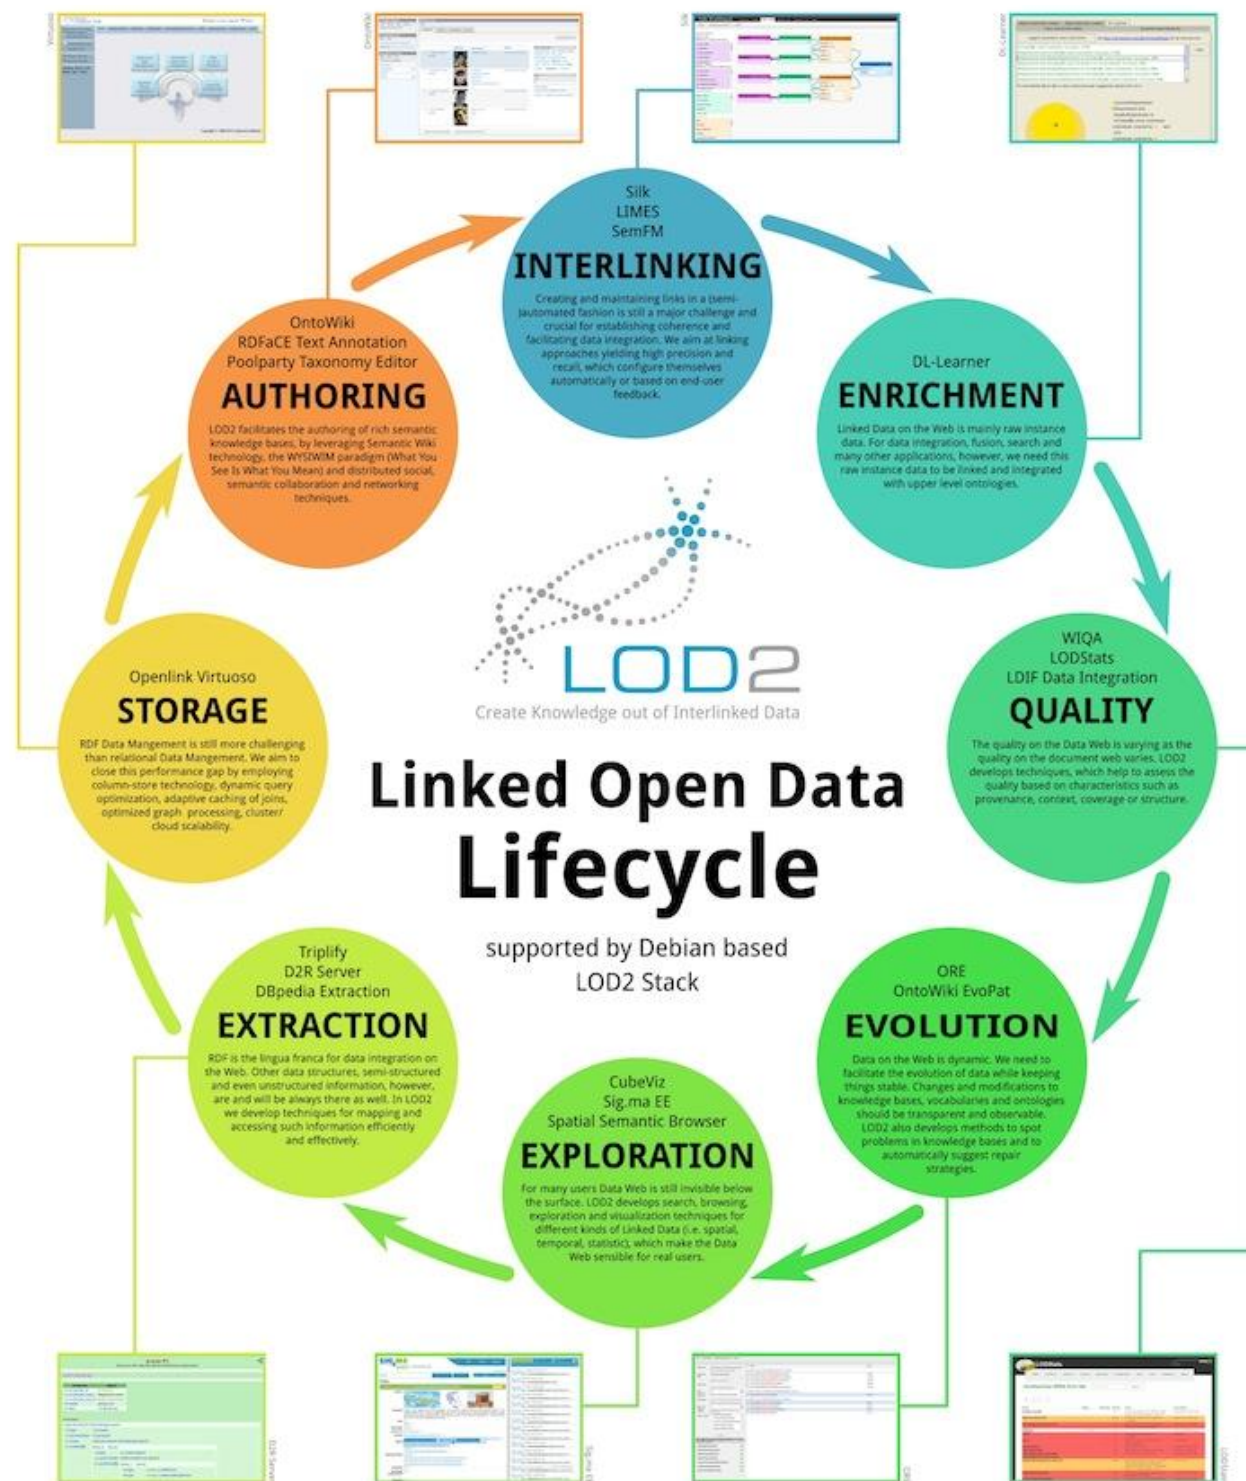 Virtuoso
OntoWiki
Silk
DL-Learner
Silk
LIMES
SemFM
INTERLINKING
Creating and maintaining links in a (semi-
)automated fashion is still a major challenge and
crucial for establishing coherence and
facilitating data integration. We aim at linking
approaches yielding high precision and
recall, which configure themselves
automatically or based on end-user
feedback.
DL-Learner
ENRICHMENT
Linked Data on the Web is mainly raw instance
data. For data integration, fusion, search and
many other applications, however, we need this
raw instance data to be linked and integrated
with upper level ontologies.
WIQA
LODStats
LDIF Data Integration
QUALITY
The quality on the Data Web is varying as the
quality on the document web varies. LOD2
develops techniques, which help to assess the
quality based on characteristics such as
provenance, context, coverage or structure.
ORE
OntoWiki EvoPat
EVOLUTION
Data on the Web is dynamic. We need to
facilitate the evolution of data while keeping
things stable. Changes and modifications to
knowledge bases, vocabularies and ontologies
should be transparent and observable.
LOD2 also develops methods to spot
problems in knowledge bases and to
automatically suggest repair
strategies.
CubeViz
Sig.ma EE
Spatial Semantic Browser
EXPLORATION
For many users Data Web is still invisible below
the surface. LOD2 develops search, browsing,
exploration and visualization techniques for
different kinds of Linked Data (i.e. spatial,
temporal, statistic), which make the Data
Web sensible for real users.
Triplify
D2R Server
DBpedia Extraction
EXTRACTION
RDF is the lingua franca for data integration on
the Web. Other data structures, semi-structured
and even unstructured information, however,
are and will be always there as well. In LOD2
we develop techniques for mapping and
accessing such information efficiently
and effectively.
Openlink Virtuoso
STORAGE
RDF Data Mangement is still more challenging
than relational Data Mangement. We aim to
close this performance gap by employing
column-store technology, dynamic query
optimization, adaptive caching of joins,
optimized graph processing, cluster/
cloud scalability.
OntoWiki
RDFaCE Text Annotation
Poolparty Taxonomy Editor
AUTHORING
LOD2 facilitates the authoring of rich semantic
knowledge bases, by leveraging Semantic Wiki
technology, the WYSIWIM paradigm (What You
See Is What You Mean) and distributed social,
semantic collaboration and networking
techniques.
LOD2
Create Knowledge out of Interlinked Data
Linked Open Data
Lifecycle
supported by Debian based
LOD2 Stack
D2R Server
LODStats